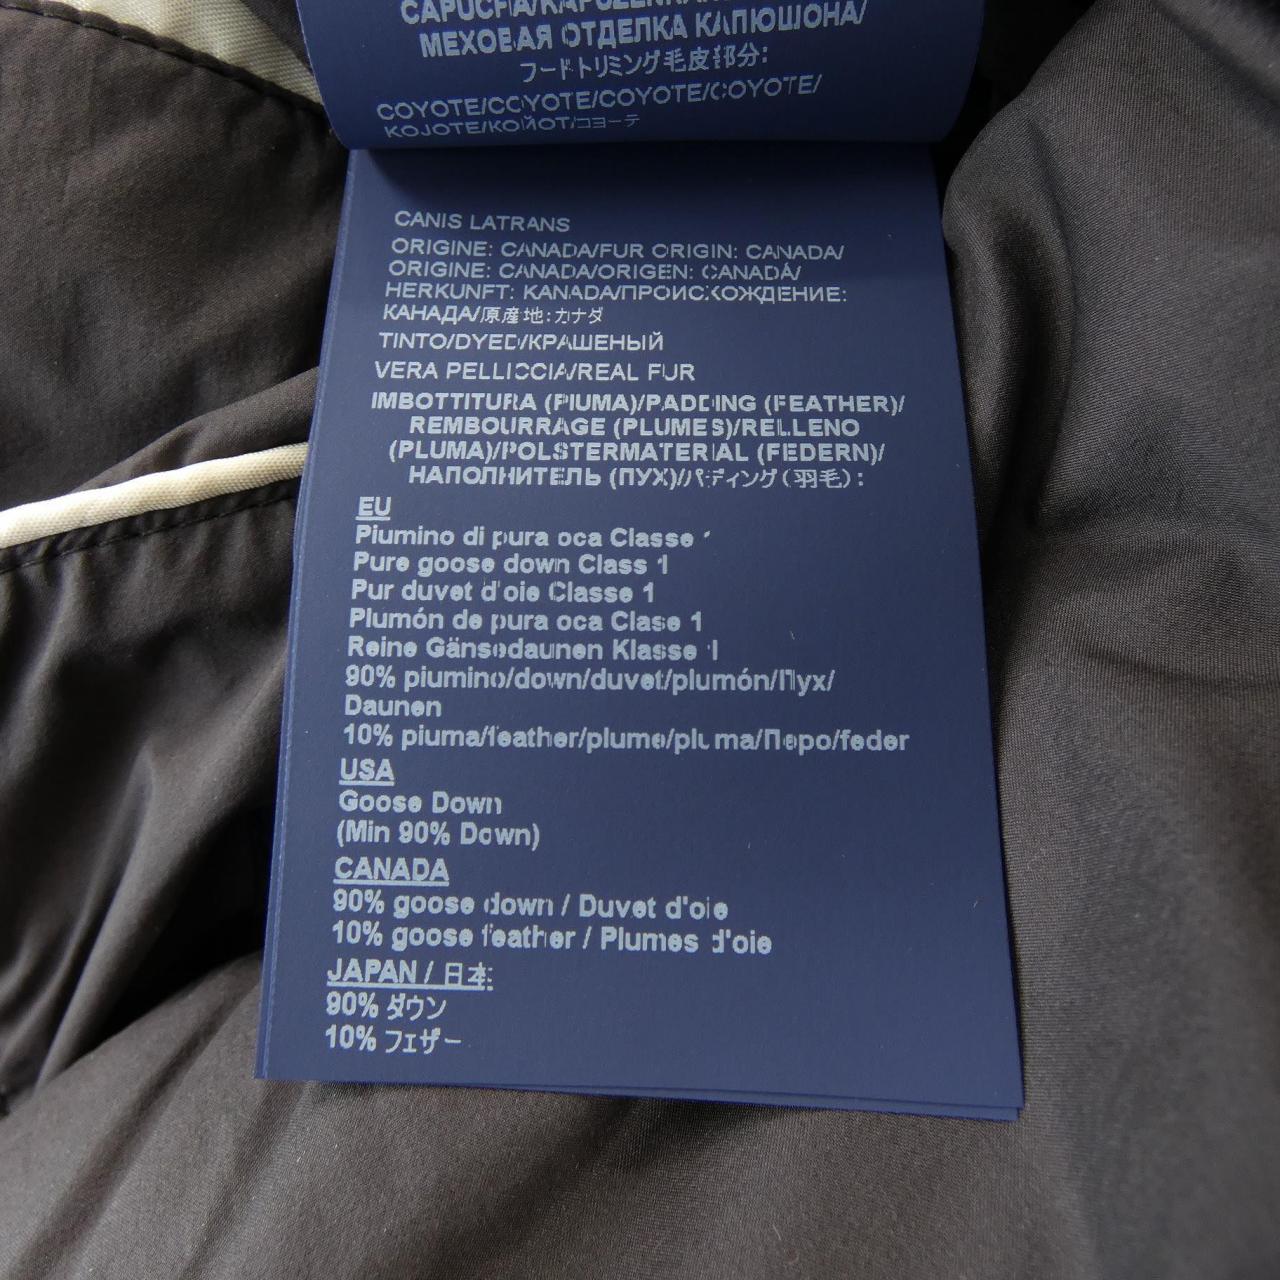 МЕХОВАЯ ОТДЕЛКА КАПЮШОНА/
フードトリミング毛皮部分:
COYOTE/COYOTE/COYOTE/COYOTE/
KOJOTE/КОЙОТ/コヨーテ
CANIS LATRANS
ORIGINE: CANADA/FUR ORIGIN: CANADA/
ORIGINE: CANADA/ORIGEN: CANADÁ/
HERKUNFT: KANADA/ПРОИСХОЖДЕНИЕ:
КАНАДА/原産地:カナダ
TINTO/DYED/КРАШЕНЫЙ
VERA PELLICCIA/REAL FUR
IMBOTTITURA (PIUMA)/PADDING (FEATHER)/
REMBOURRAGE (PLUMES)/RELLENO
(PLUMA)/POLSTERMATERIAL (FEDERN)/
НАПОЛНИТЕЛЬ (ПУХ)/パディング(羽毛):
EU
Piumino di pura oca Classe 1
Pure goose down Class 1
Pur duvet d'oie Classe 1
Plumón de pura oca Clase 1
Reine Gänsedaunen Klasse 1
90% piumino/down/duvet/plumón/Пух/
Daunen
10% piuma/feather/plume/pluma/Перо/feder
USA
Goose Down
(Min 90% Down)
CANADA
90% goose down / Duvet d'oie
10% goose feather / Plumes d'oie
JAPAN / 日本:
90% ダウン
10% フェザー